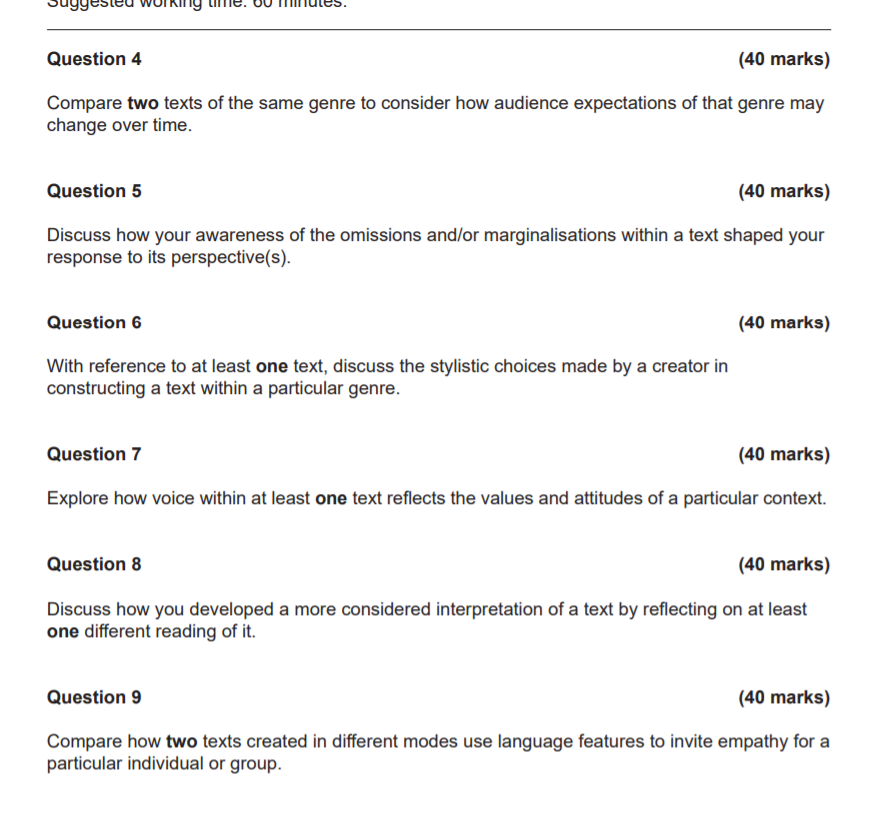 Suggested working time: 60 minutes.
Question 4 (40 marks)
Compare two texts of the same genre to consider how audience expectations of that genre may
change over time.
Question 5 (40 marks)
Discuss how your awareness of the omissions and/or marginalisations within a text shaped your
response to its perspective(s).
Question 6 (40 marks)
With reference to at least one text, discuss the stylistic choices made by a creator in
constructing a text within a particular genre.
Question 7 (40 marks)
Explore how voice within at least one text reflects the values and attitudes of a particular context.
Question 8 (40 marks)
Discuss how you developed a more considered interpretation of a text by reflecting on at least
one different reading of it.
Question 9 (40 marks)
Compare how two texts created in different modes use language features to invite empathy for a
particular individual or group.